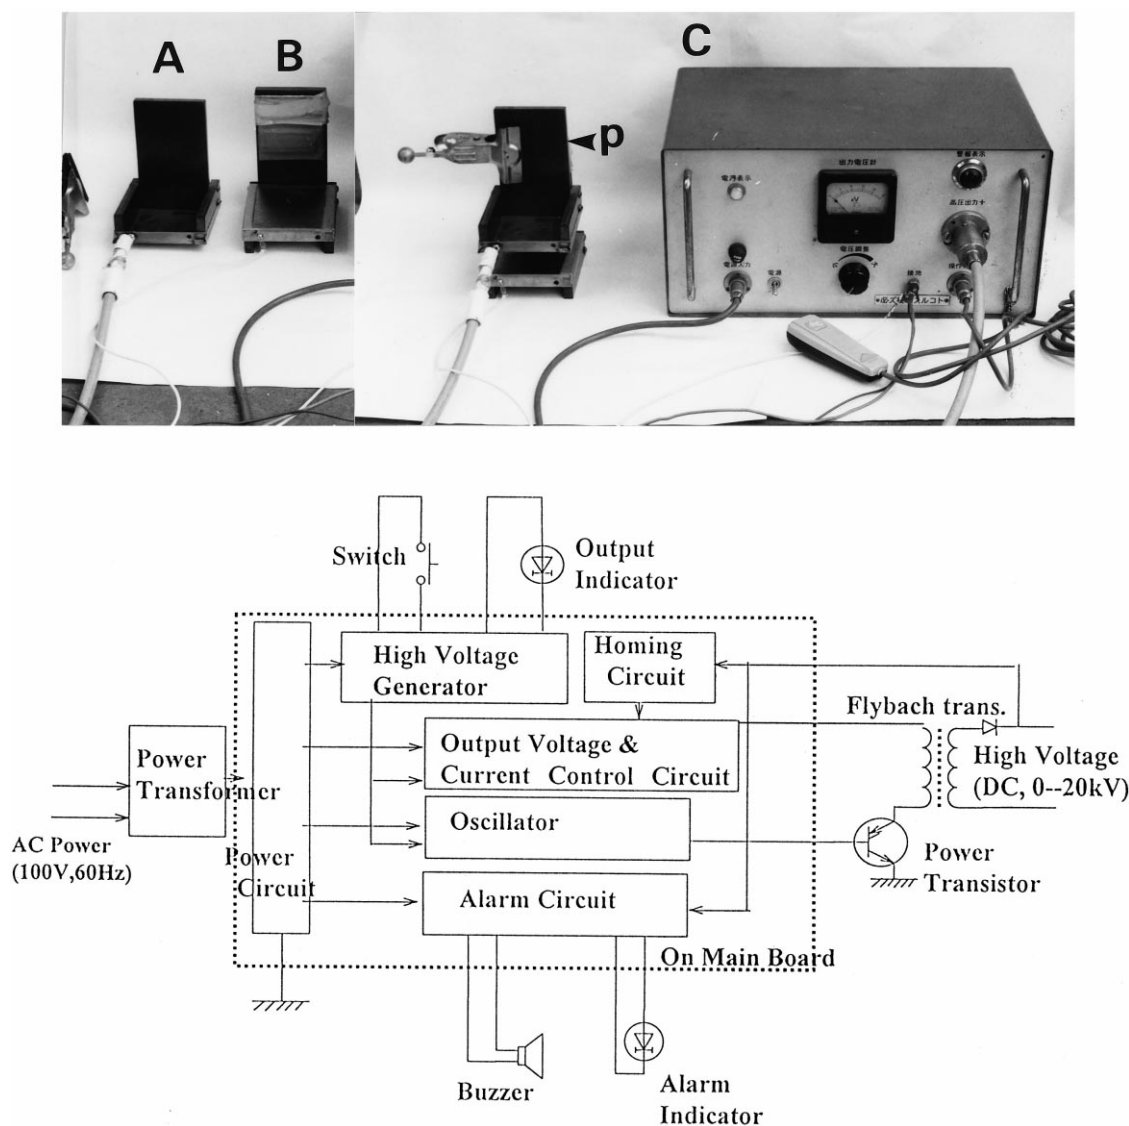 A
B
C
p
警報表示
出力電圧計
電源表示
kV
高圧出力+
電圧調整
電源入力
電源
接地
Switch
Output
Indicator
High Voltage
Generator
Homing
Circuit
Flybach trans.
Output Voltage &
Current Control Circuit
High Voltage
(DC, 0--20kV)
Power
Transformer
Oscillator
AC Power
(100V,60Hz)
Power
Circuit
Power
Transistor
Alarm Circuit
On Main Board
Buzzer
Alarm
Indicator